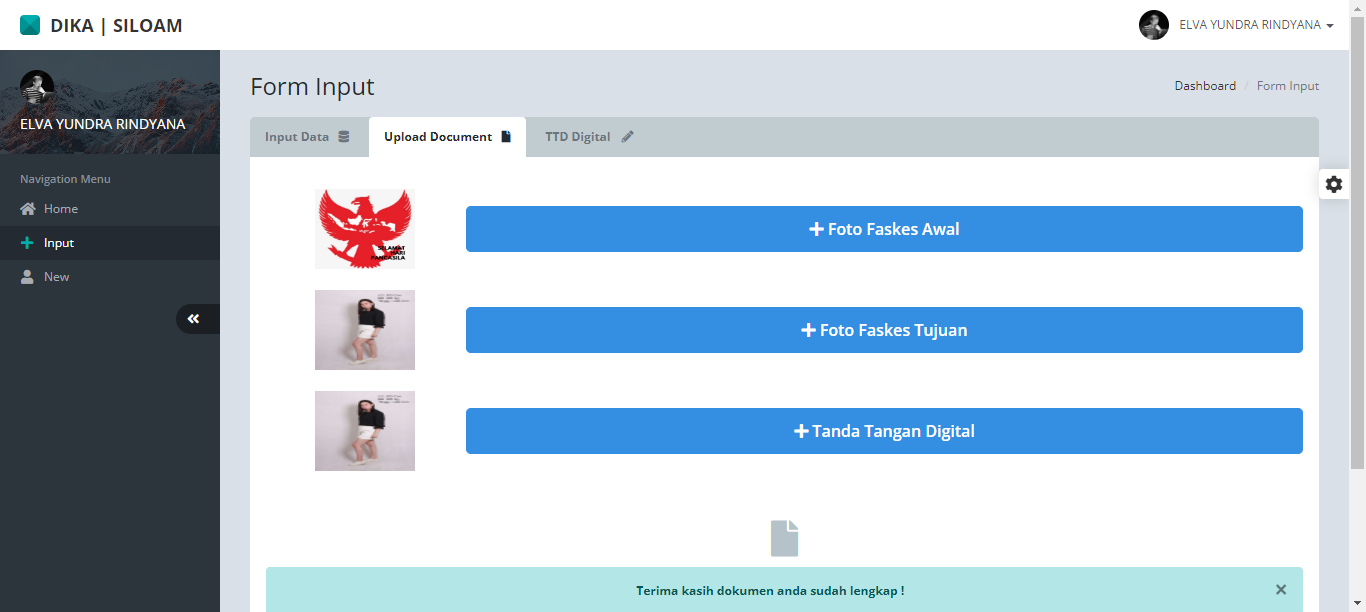 DIKA | SILOAM
ELVA YUNDRA RINDYANA
ELVA YUNDRA RINDYANA
Navigation Menu
Home
Input
New
Form Input
Dashboard / Form Input
Input Data
Upload Document
TTD Digital
SELAMAT
HARI
PANCASILA
Foto Faskes Awal
Foto Faskes Tujuan
Tanda Tangan Digital
Terima kasih dokumen anda sudah lengkap !